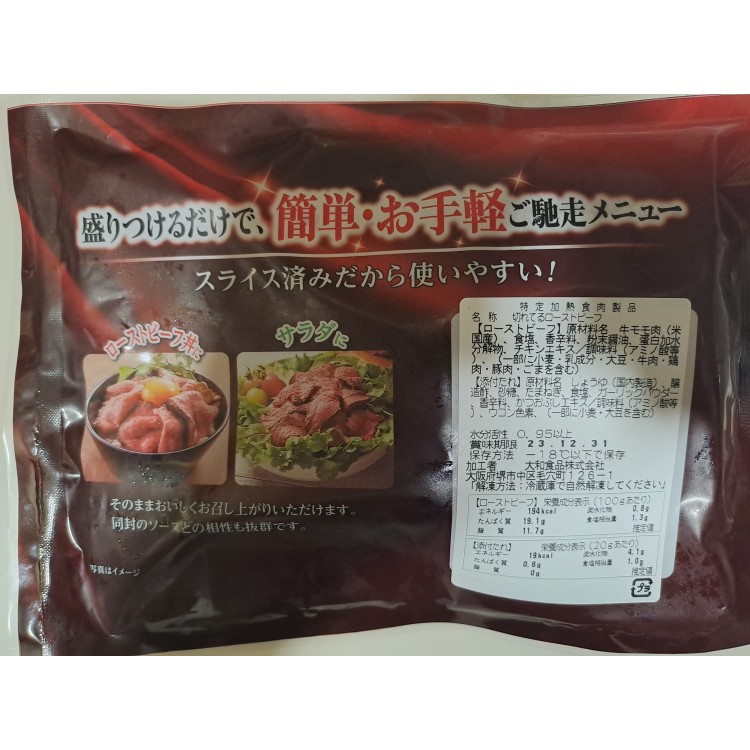 盛りつけるだけで、簡単・お手軽ご馳走メニュー
スライス済みだから使いやすい！
ローストビーフ丼に
サラダに
そのままおいしくお召し上がりいただけます。
同封のソースとの相性も抜群です。
写真はイメージ
特定加熱食肉製品
名称 切れてるローストビーフ
【ローストビーフ】原材料名 牛モモ肉（米
国産）、食塩、香辛料、粉末醤油、蛋白加水
分解物、チキンエキス／調味料（アミノ酸等
）、（一部に小麦・乳成分・大豆・牛肉・鶏
肉・豚肉・ごまを含む）
【添付たれ】原材料名 しょうゆ（国内製造）、醸
造酢、砂糖、たまねぎ、食塩、ガーリックパウダー
、香辛料、かつおぶしエキス／調味料（アミノ酸等
）、ウコン色素、（一部に小麦・大豆を含む）
水分活性 0.95以上
賞味期限 23.12.31
保存方法 －18℃以下で保存
加工者 大和食品株式会社
大阪府堺市中区毛穴町126－1
「解凍方法：冷蔵庫で自然解凍してください」
【ローストビーフ】 栄養成分表示（100gあたり）
エネルギー 194kcal 炭水化物 0.8g
たんぱく質 19.1g 食塩相当量 1.3g
脂質 11.7g 推定値
【添付たれ】 栄養成分表示（20gあたり）
エネルギー 19kcal 炭水化物 4.1g
たんぱく質 0.6g 食塩相当量 1.0g
脂質 0g 推定値
プラ